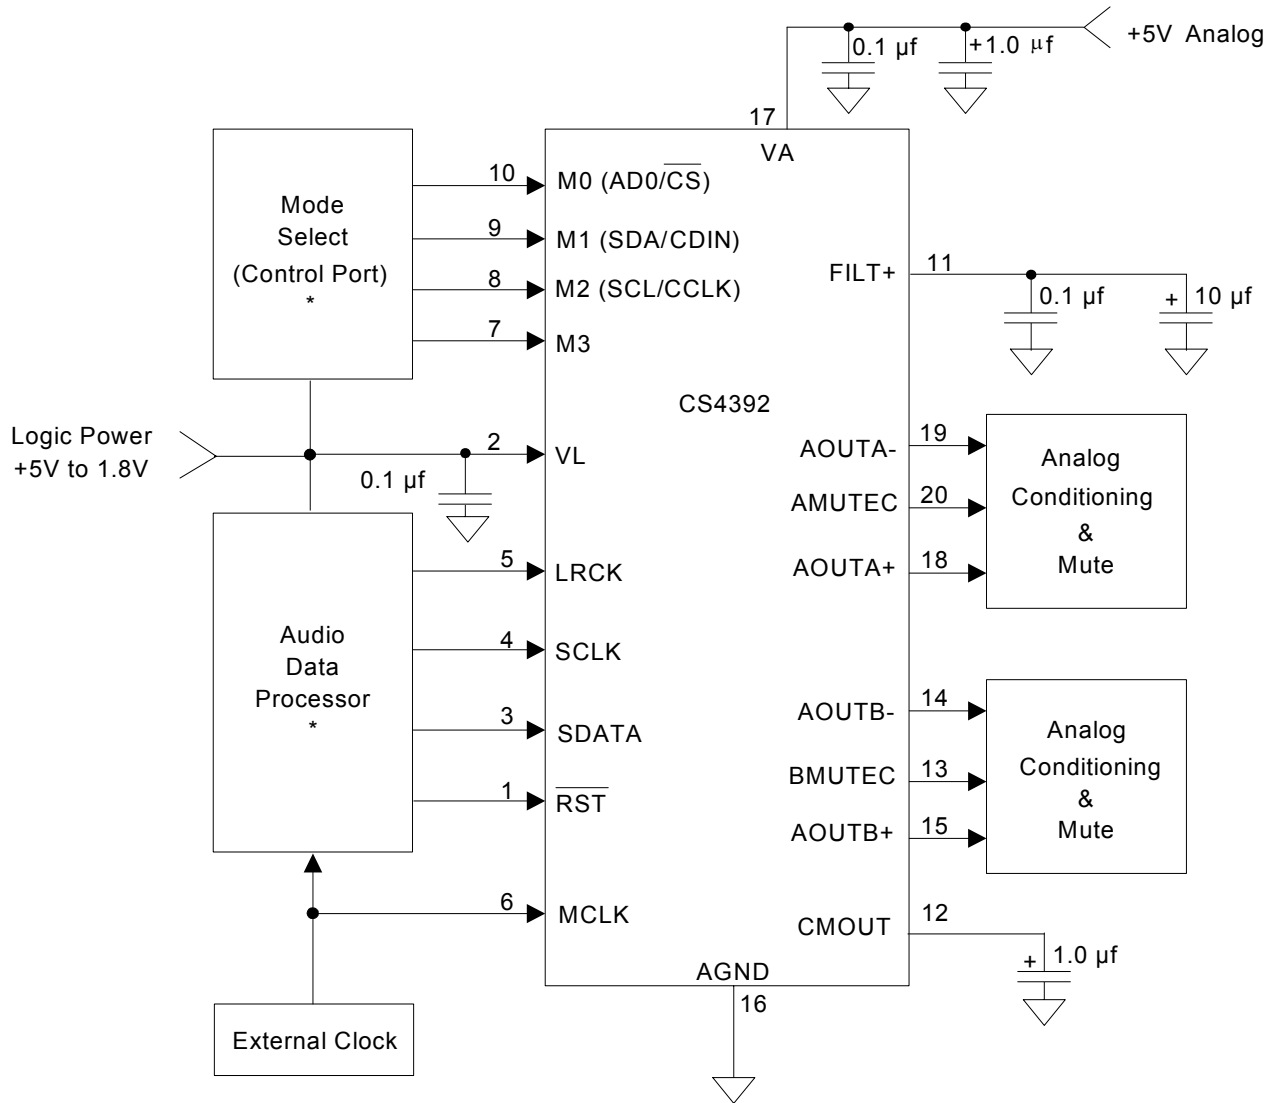 +5V Analog
0.1 µf
+1.0 µf
17
VA
Mode
Select
(Control Port)
*
10
M0 (AD0/CS)
9
M1 (SDA/CDIN)
8
M2 (SCL/CCLK)
7
M3
FILT+
11
0.1 µf
+ 10 µf
CS4392
Logic Power
+5V to 1.8V
2
VL
0.1 µf
AOUTA-
19
AMUTEC
20
AOUTA+
18
Analog
Conditioning
&
Mute
Audio
Data
Processor
*
5
LRCK
4
SCLK
3
SDATA
1
RST
6
MCLK
AOUTB-
14
BMUTEC
13
AOUTB+
15
Analog
Conditioning
&
Mute
CMOUT
12
+ 1.0 µf
AGND
16
External Clock